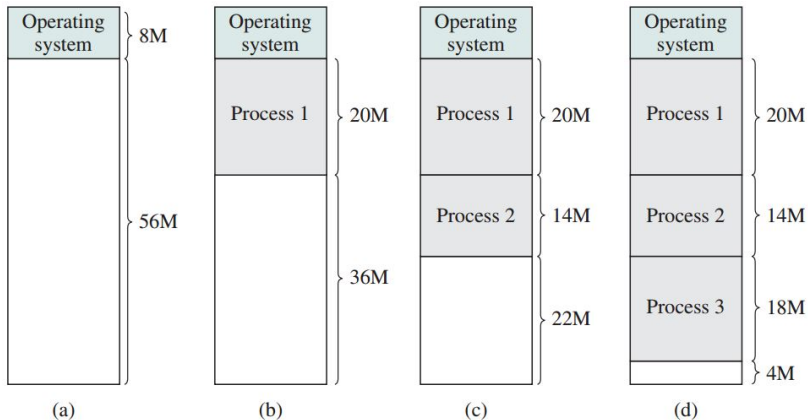 Operating
system
8M
56M
(a)
Operating
system
Process 1
20M
36M
(b)
Operating
system
Process 1
20M
Process 2
14M
22M
(c)
Operating
system
Process 1
20M
Process 2
14M
Process 3
18M
4M
(d)